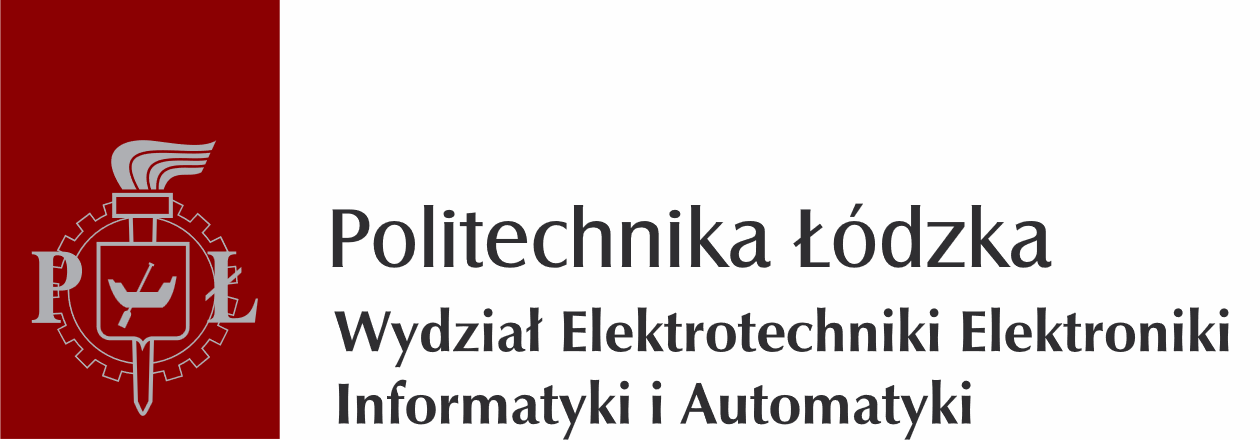 P Ł
Politechnika Łódzka
Wydział Elektrotechniki Elektroniki
Informatyki i Automatyki